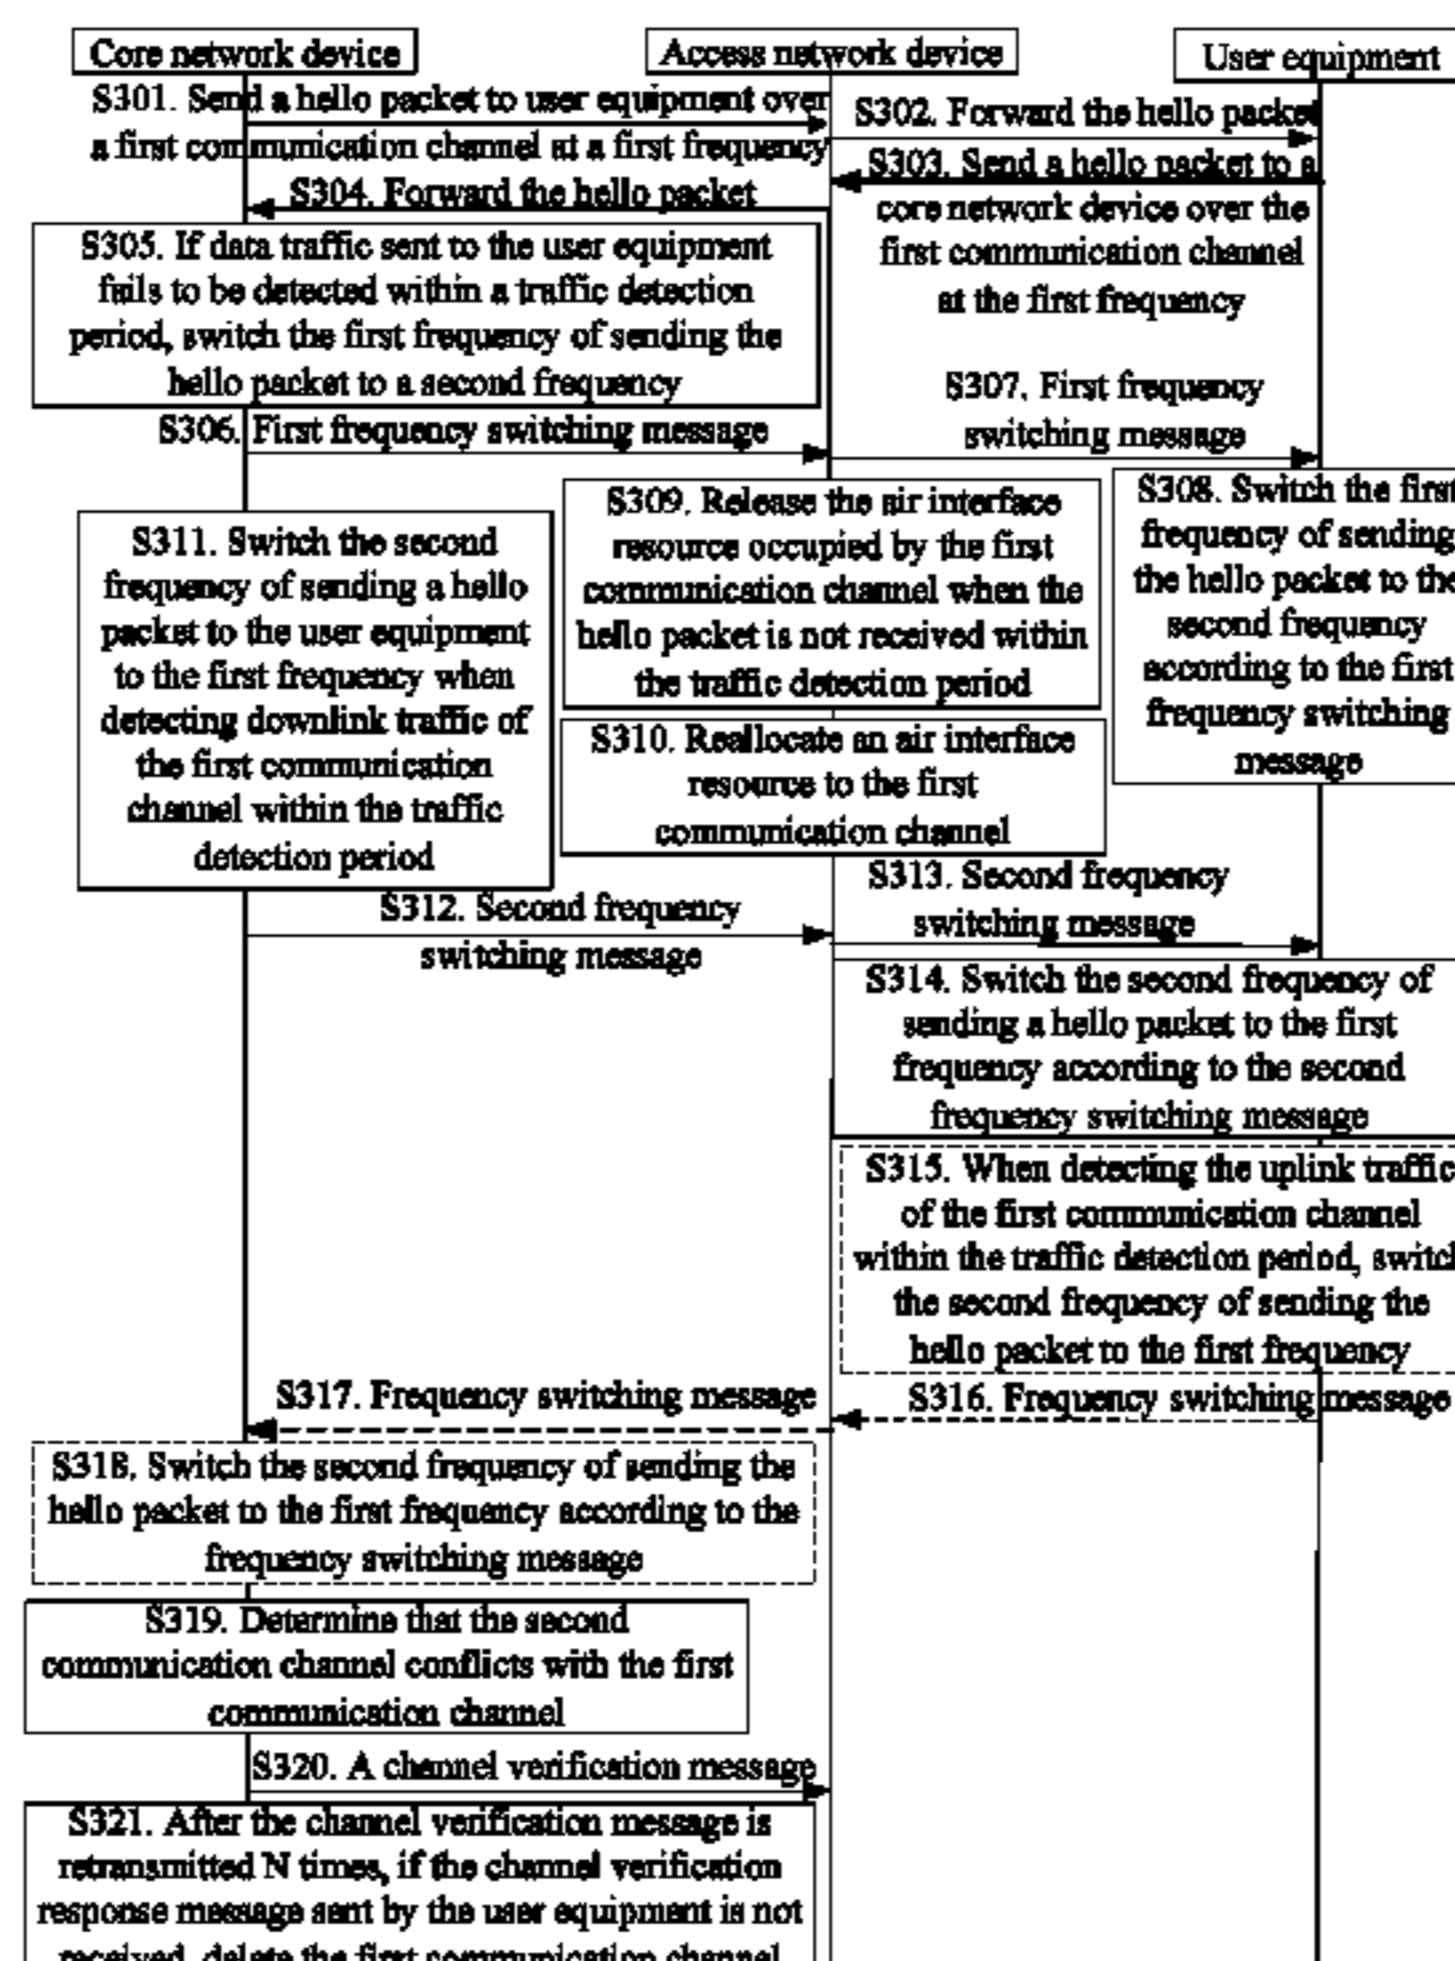 Core network device
Access network device
User equipment
S301. Send a hello packet to user equipment over
a first communication channel at a first frequency
S302. Forward the hello packet
S303. Send a hello packet to a
core network device over the
first communication channel
at the first frequency
S304. Forward the hello packet
S305. If data traffic sent to the user equipment
fails to be detected within a traffic detection
period, switch the first frequency of sending the
hello packet to a second frequency
S306. First frequency switching message
S307. First frequency
switching message
S308. Switch the first
frequency of sending
the hello packet to the
second frequency
according to the first
frequency switching
message
S309. Release the air interface
resource occupied by the first
communication channel when the
hello packet is not received within
the traffic detection period
S310. Reallocate an air interface
resource to the first
communication channel
S311. Switch the second
frequency of sending a hello
packet to the user equipment
to the first frequency when
detecting downlink traffic of
the first communication
channel within the traffic
detection period
S312. Second frequency
switching message
S313. Second frequency
switching message
S314. Switch the second frequency of
sending a hello packet to the first
frequency according to the second
frequency switching message
S315. When detecting the uplink traffic
of the first communication channel
within the traffic detection period, switch
the second frequency of sending the
hello packet to the first frequency
S316. Frequency switching message
S317. Frequency switching message
S318. Switch the second frequency of sending the
hello packet to the first frequency according to the
frequency switching message
S319. Determine that the second
communication channel conflicts with the first
communication channel
S320. A channel verification message
S321. After the channel verification message is
retransmitted N times, if the channel verification
response message sent by the user equipment is not
received, delete the first communication channel